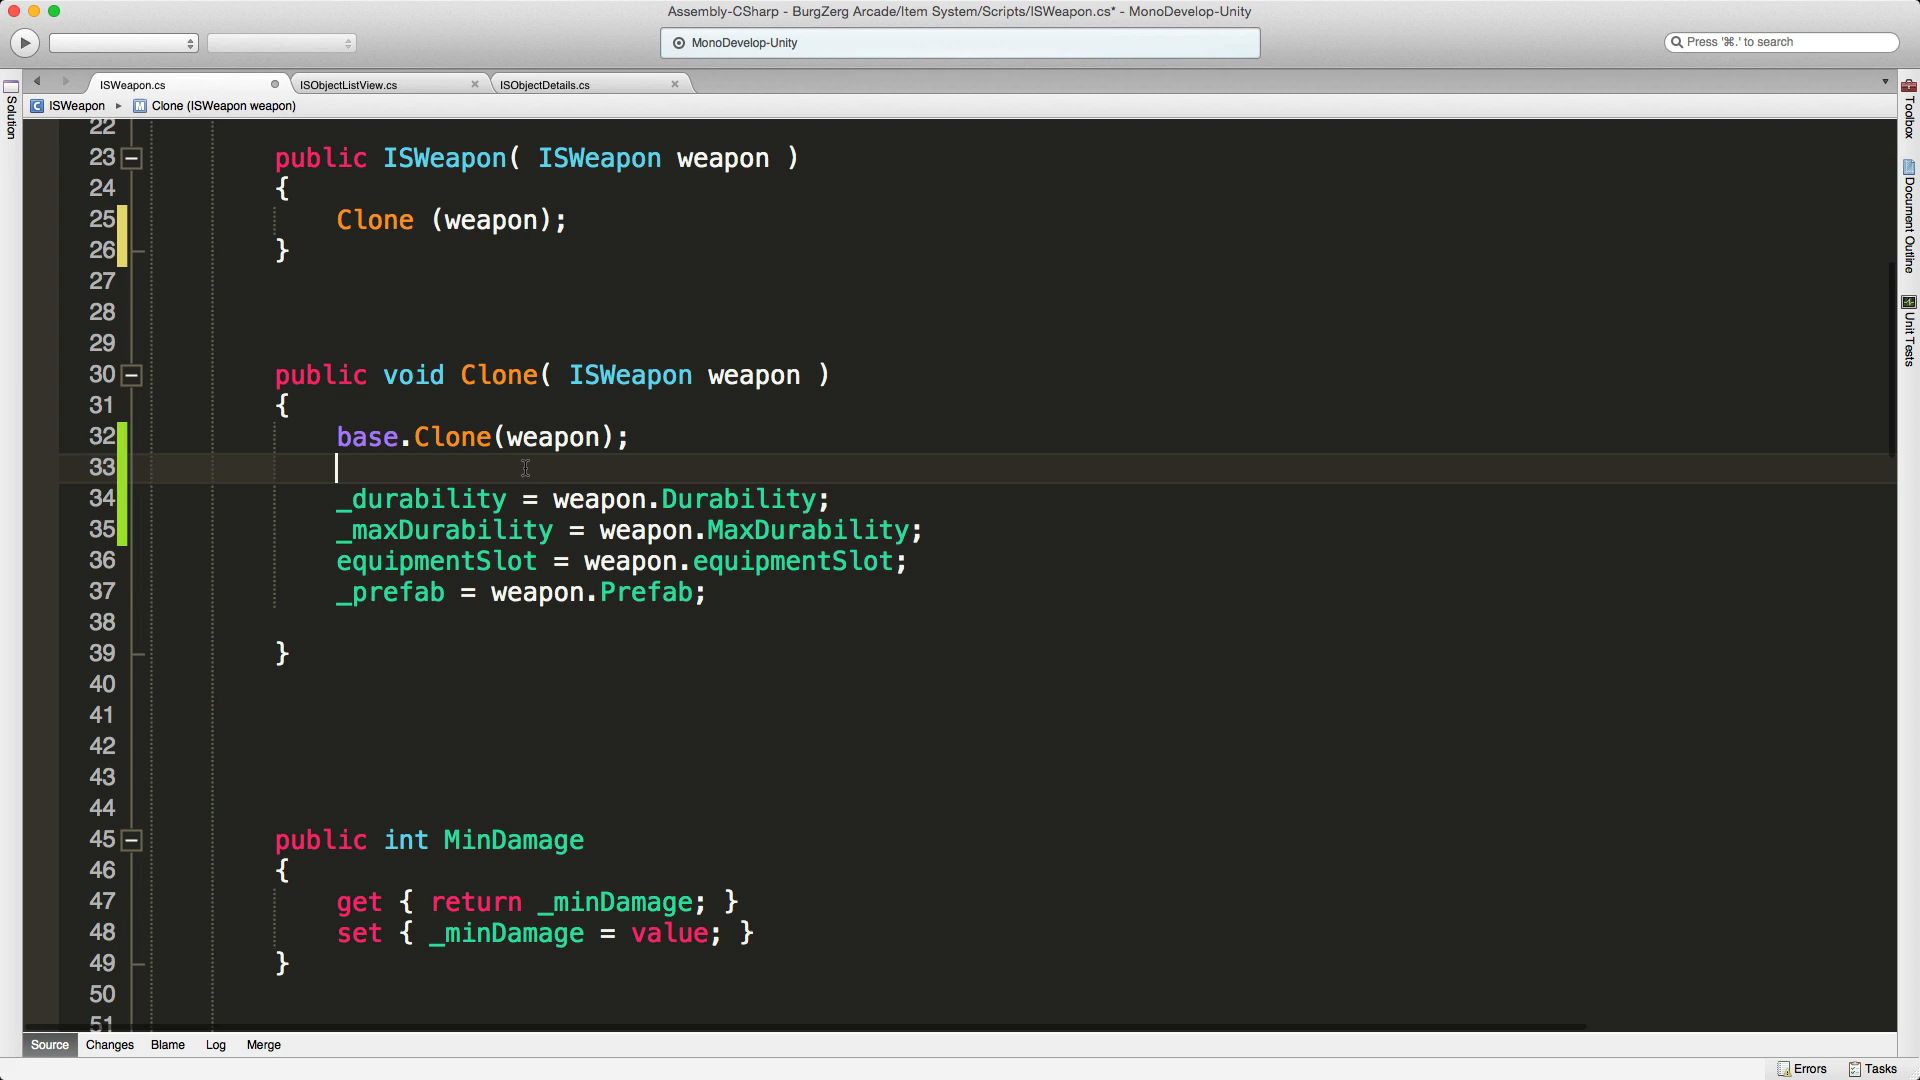 Assembly-CSharp - BurgZerg Arcade/Item System/Scripts/ISWeapon.cs* - MonoDevelop-Unity
MonoDevelop-Unity
Press '⌘.' to search
ISWeapon.cs
ISObjectListView.cs
ISObjectDetails.cs
ISWeapon ▸ Clone (ISWeapon weapon)
Solution
Toolbox
Document Outline
Unit Tests
22
23 public ISWeapon( ISWeapon weapon )
24 {
25 Clone (weapon);
26 }
27
28
29
30 public void Clone( ISWeapon weapon )
31 {
32 base.Clone(weapon);
33
34 _durability = weapon.Durability;
35 _maxDurability = weapon.MaxDurability;
36 equipmentSlot = weapon.equipmentSlot;
37 _prefab = weapon.Prefab;
38
39 }
40
41
42
43
44
45 public int MinDamage
46 {
47 get { return _minDamage; }
48 set { _minDamage = value; }
49 }
50
51
Source Changes Blame Log Merge
Errors Tasks